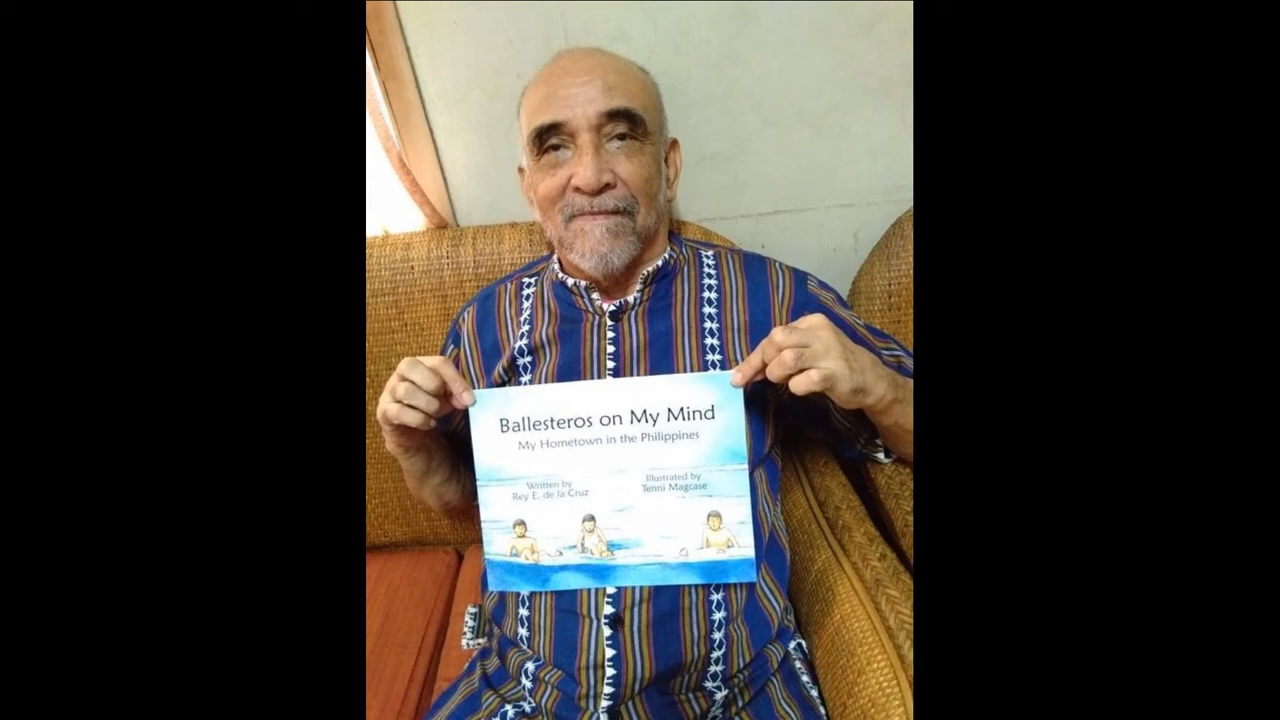 Ballesteros on My Mind
My Hometown in the Philippines
Written by
Rey E. de la Cruz
Illustrated by
Tenni Magcase